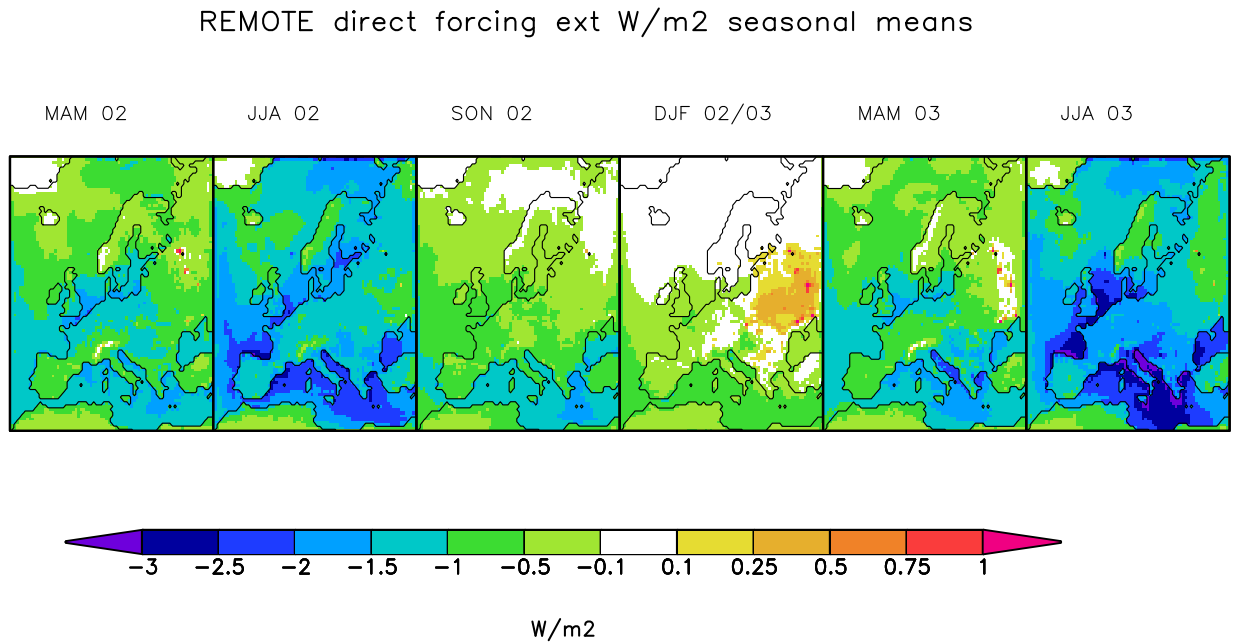 REMOTE direct forcing ext W/m2 seasonal means
MAM 02 JJA 02 SON 02 DJF 02/03 MAM 03 JJA 03
-3 -2.5 -2 -1.5 -1 -0.5 -0.1 0.1 0.25 0.5 0.75 1
W/m2